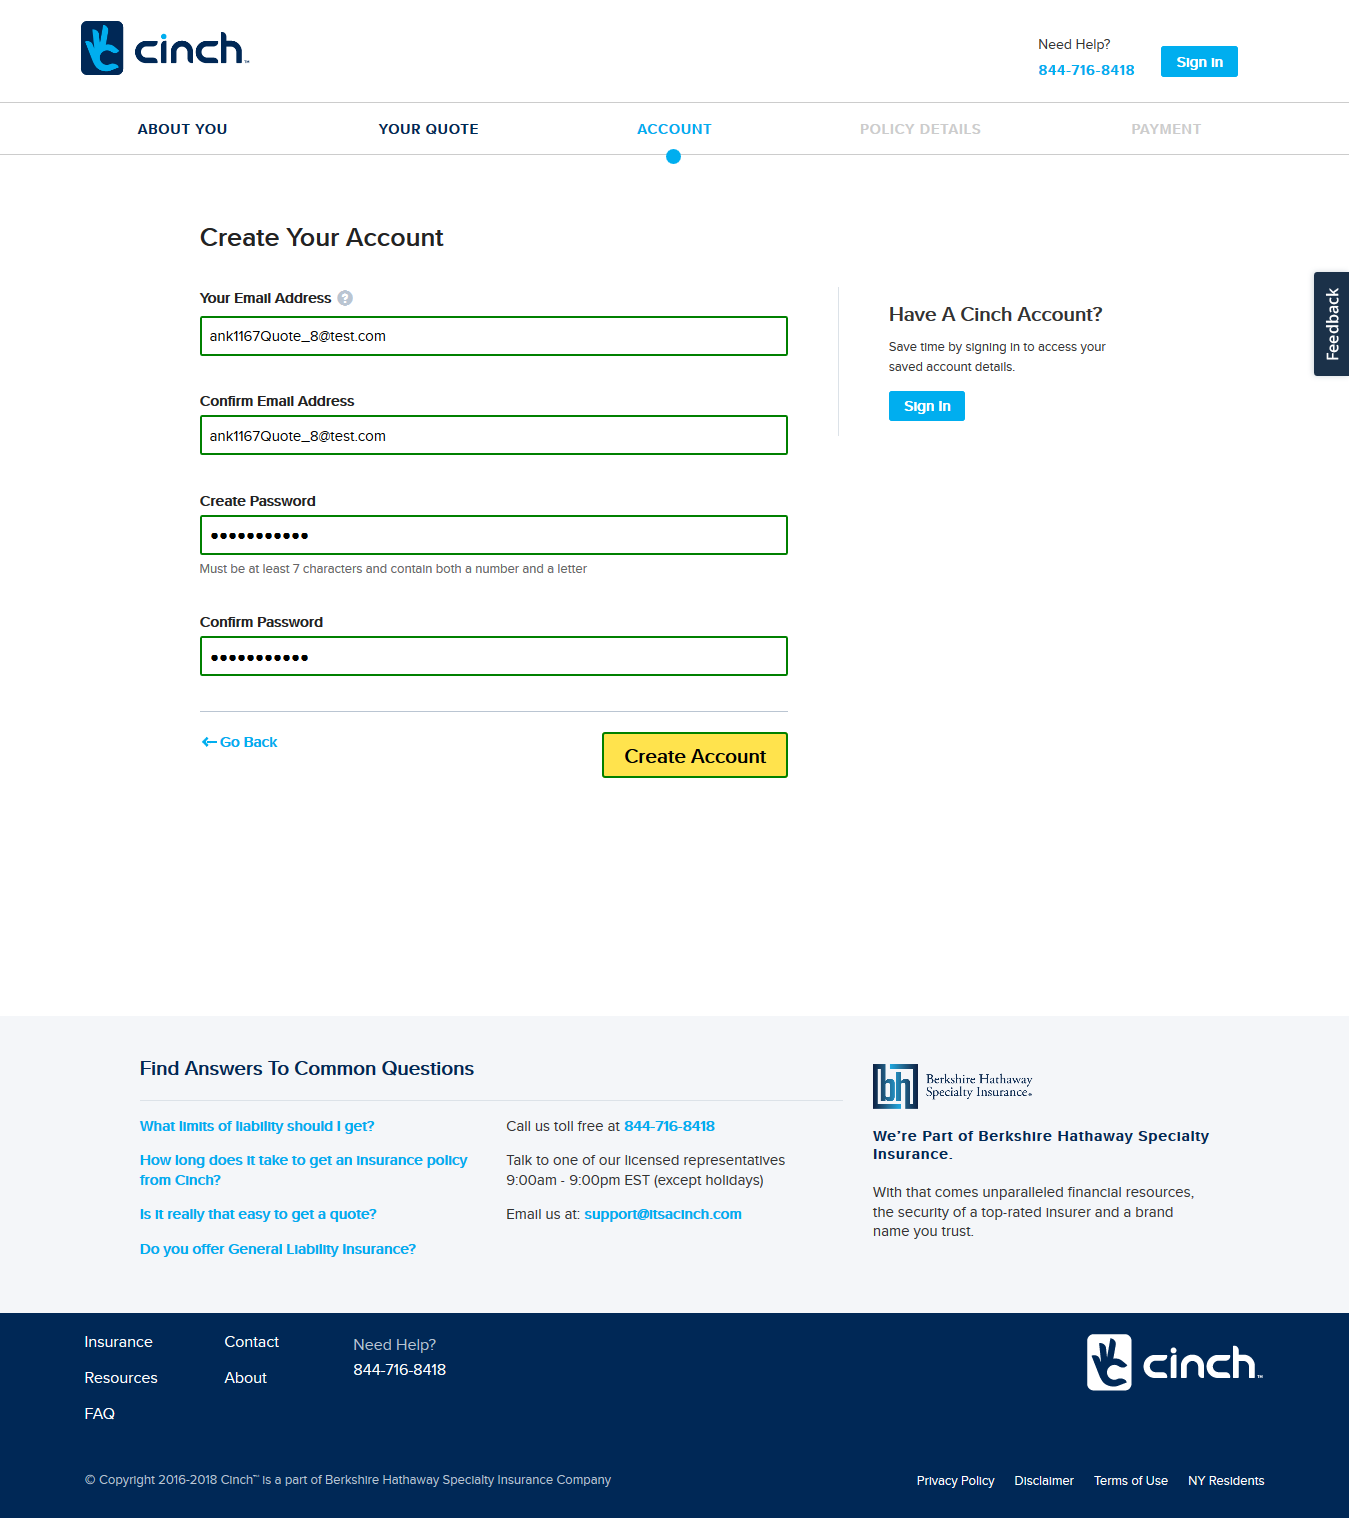 cinch™
Need Help?
844-716-8418
Sign in
ABOUT YOU
YOUR QUOTE
ACCOUNT
POLICY DETAILS
PAYMENT
Create Your Account
Your Email Address ?
ank1167Quote_8@test.com
Confirm Email Address
ank1167Quote_8@test.com
Create Password
•••••••••••
Must be at least 7 characters and contain both a number and a letter
Confirm Password
•••••••••••
Go Back
Create Account
Have A Cinch Account?
Save time by signing in to access your
saved account details.
Sign in
Feedback
Find Answers To Common Questions
What limits of liability should I get?
How long does it take to get an insurance policy
from Cinch?
Is it really that easy to get a quote?
Do you offer General Liability Insurance?
Call us toll free at 844-716-8418
Talk to one of our licensed representatives
9:00am - 9:00pm EST (except holidays)
Email us at: support@itsacinch.com
bh
Berkshire Hathaway
Specialty Insurance®
We're Part of Berkshire Hathaway Specialty
Insurance.
With that comes unparalleled financial resources,
the security of a top-rated insurer and a brand
name you trust.
Insurance
Resources
FAQ
Contact
About
Need Help?
844-716-8418
cinch™
© Copyright 2016-2018 Cinch™ is a part of Berkshire Hathaway Specialty Insurance Company
Privacy Policy
Disclaimer
Terms of Use
NY Residents